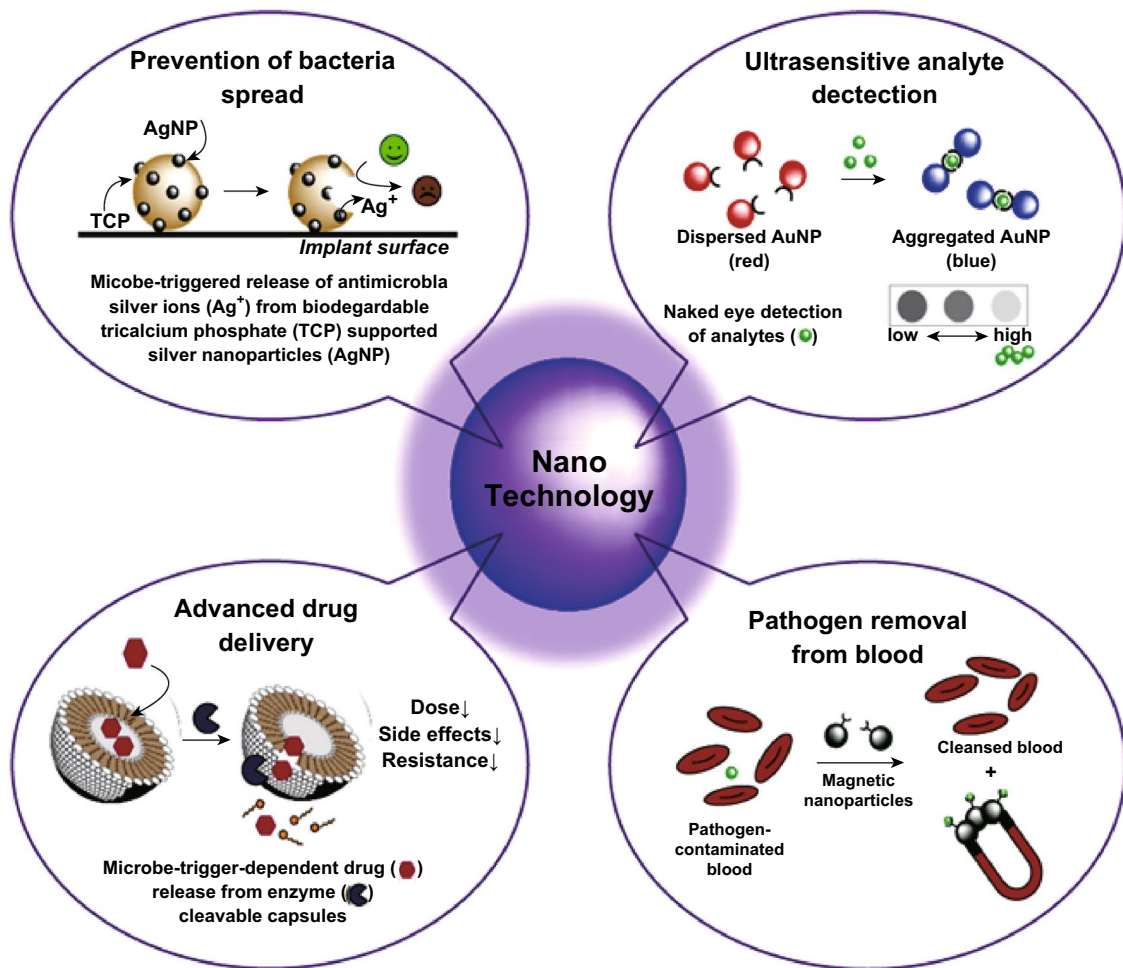 Prevention of bacteria
spread
AgNP
TCP
Ag⁺
Implant surface
Micobe-triggered release of antimicrobla
silver ions (Ag⁺) from biodegardable
tricalcium phosphate (TCP) supported
silver nanoparticles (AgNP)
Ultrasensitive analyte
dectection
Dispersed AuNP
(red)
Aggregated AuNP
(blue)
Naked eye detection
of analytes ( )
low
high
Nano
Technology
Advanced drug
delivery
Dose↓
Side effects↓
Resistance↓
Microbe-trigger-dependent drug ( )
release from enzyme ( )
cleavable capsules
Pathogen removal
from blood
Pathogen-
contaminated
blood
Magnetic
nanoparticles
Cleansed blood
+